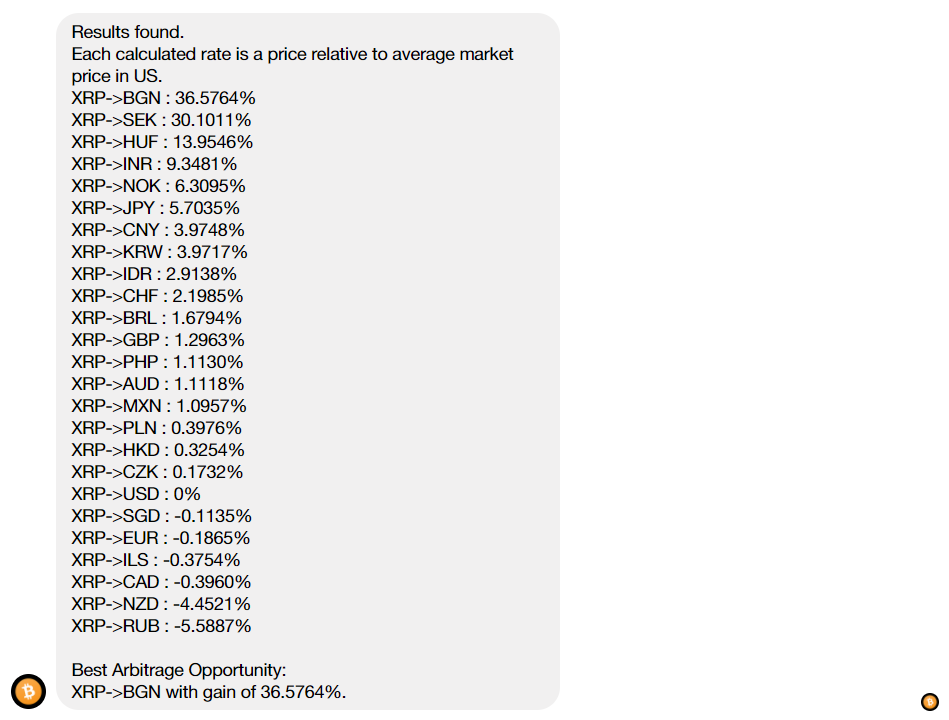 Results found.
Each calculated rate is a price relative to average market
price in US.
XRP->BGN : 36.5764%
XRP->SEK : 30.1011%
XRP->HUF : 13.9546%
XRP->INR : 9.3481%
XRP->NOK : 6.3095%
XRP->JPY : 5.7035%
XRP->CNY : 3.9748%
XRP->KRW : 3.9717%
XRP->IDR : 2.9138%
XRP->CHF : 2.1985%
XRP->BRL : 1.6794%
XRP->GBP : 1.2963%
XRP->PHP : 1.1130%
XRP->AUD : 1.1118%
XRP->MXN : 1.0957%
XRP->PLN : 0.3976%
XRP->HKD : 0.3254%
XRP->CZK : 0.1732%
XRP->USD : 0%
XRP->SGD : -0.1135%
XRP->EUR : -0.1865%
XRP->ILS : -0.3754%
XRP->CAD : -0.3960%
XRP->NZD : -4.4521%
XRP->RUB : -5.5887%
Best Arbitrage Opportunity:
XRP->BGN with gain of 36.5764%.